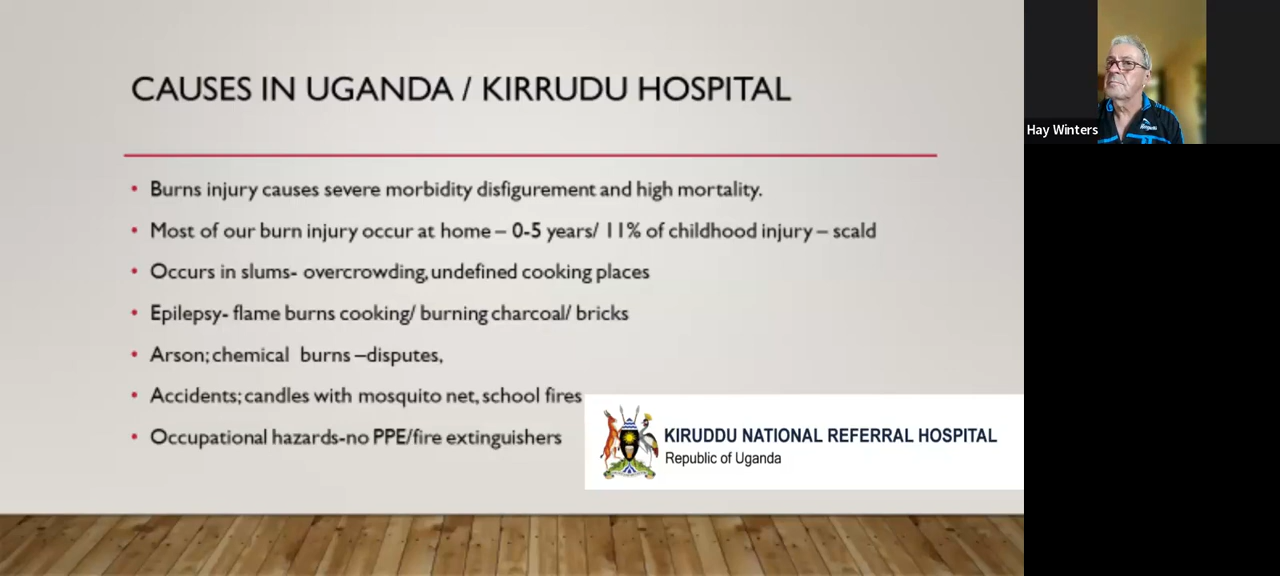 CAUSES IN UGANDA / KIRRUDU HOSPITAL
• Burns injury causes severe morbidity disfigurement and high mortality.
• Most of our burn injury occur at home – 0-5 years/ 11% of childhood injury – scald
• Occurs in slums- overcrowding, undefined cooking places
• Epilepsy- flame burns cooking/ burning charcoal/ bricks
• Arson; chemical burns –disputes,
• Accidents; candles with mosquito net, school fires
• Occupational hazards-no PPE/fire extinguishers
KIRUDDU NATIONAL REFERRAL HOSPITAL
Republic of Uganda
Hay Winters